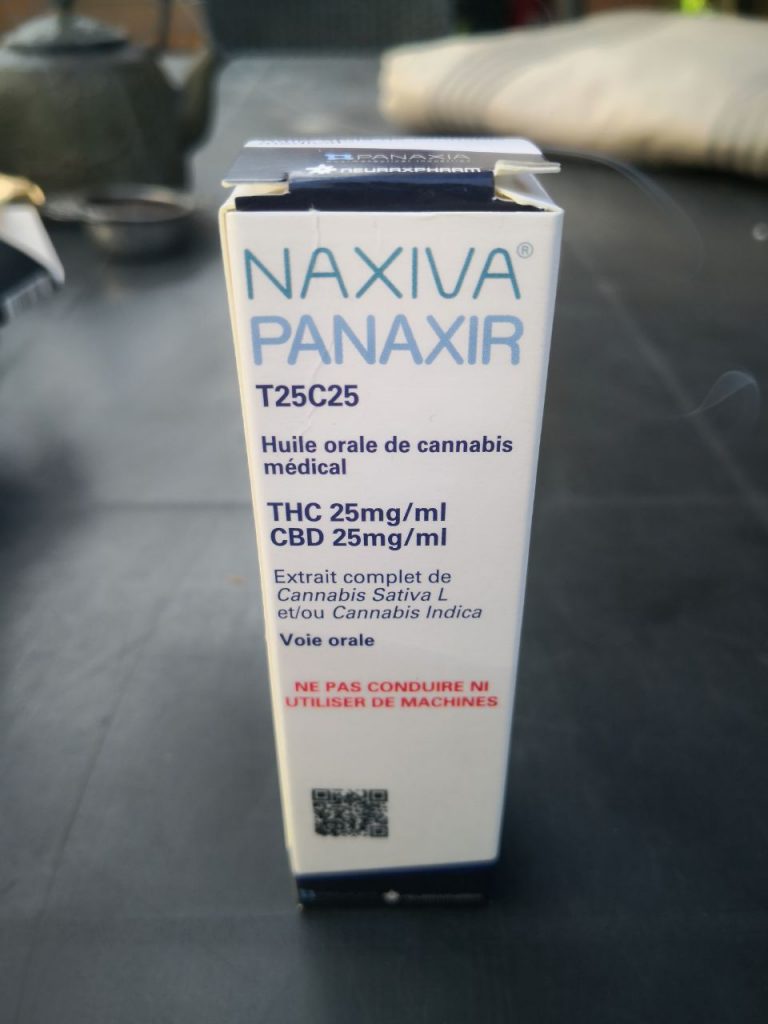 PANAXIA
NEURAXPHARM
NAXIVA®
PANAXIR
T25C25
Huile orale de cannabis
médical
THC 25mg/ml
CBD 25mg/ml
Extrait complet de
Cannabis Sativa L
et/ou Cannabis Indica
Voie orale
NE PAS CONDUIRE NI
UTILISER DE MACHINES